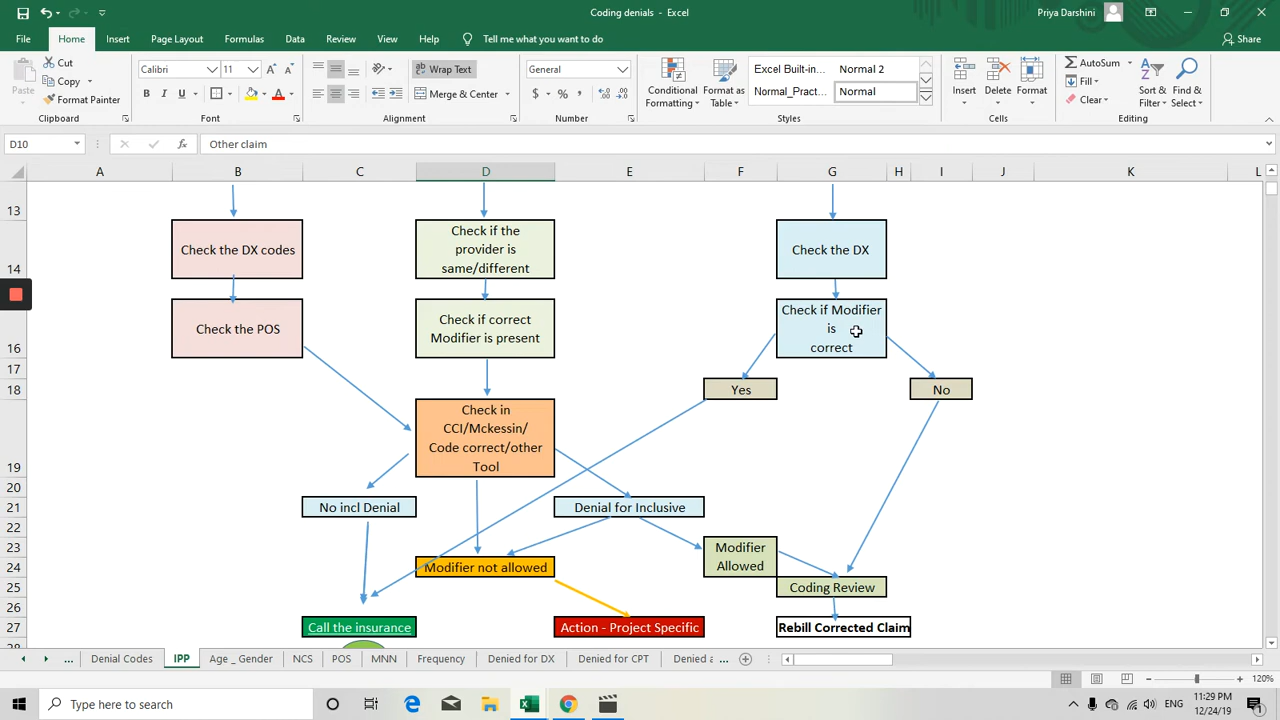 Coding denials - Excel
Priya Darshini
File
Home
Insert
Page Layout
Formulas
Data
Review
View
Help
Tell me what you want to do
Share
Paste
Cut
Copy
Format Painter
Clipboard
Calibri
11
B
I
U
Font
Wrap Text
Merge & Center
Alignment
General
$
%
Number
Conditional
Formatting
Format as
Table
Excel Built-in...
Normal 2
Normal_Pract...
Normal
Styles
Insert
Delete
Format
Cells
AutoSum
Fill
Clear
Sort &
Filter
Find &
Select
Editing
D10
fx
Other claim
A B C D E F G H I J K L
13
14
16
17
18
19
20
21
22
23
24
25
26
27
28
Check the DX codes
Check if the
provider is
same/different
Check the DX
Check the POS
Check if correct
Modifier is present
Check if Modifier
is
correct
Yes
No
Check in
CCI/Mckessin/
Code correct/other
Tool
No incl Denial
Denial for Inclusive
Modifier
Allowed
Modifier not allowed
Coding Review
Call the insurance
Action - Project Specific
Rebill Corrected Claim
...
Denial Codes
IPP
Age _ Gender
NCS
POS
MNN
Frequency
Denied for DX
Denied for CPT
Denied a ...
120%
Type here to search
ENG
11:29 PM
12/24/19
1